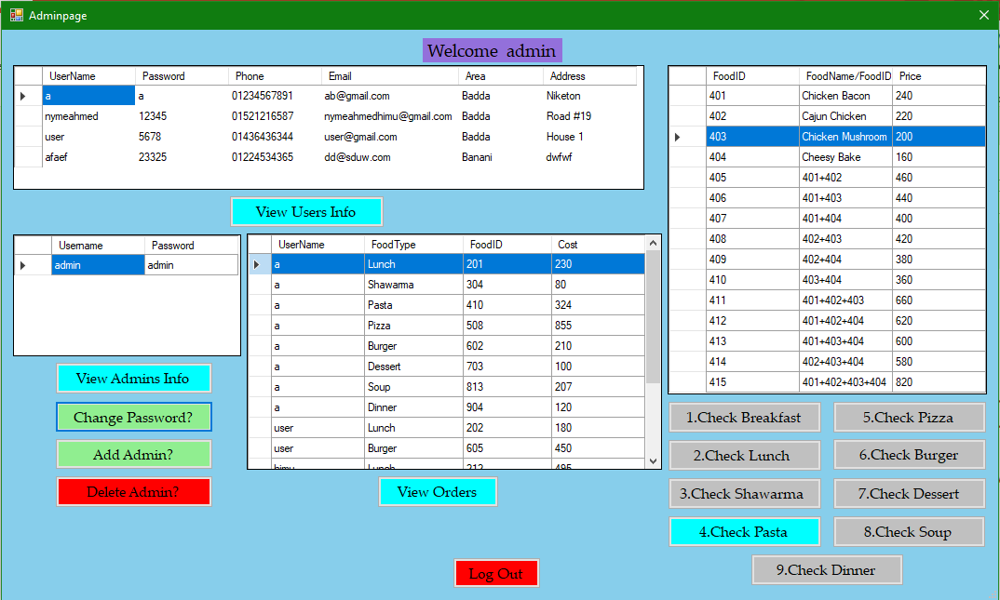 Adminpage
Welcome admin
UserName Password Phone Email Area Address
a a 01234567891 ab@gmail.com Badda Niketon
nymeahmed 12345 01521216587 nymeahmedhimu@gmail.com Badda Road #19
user 5678 01436436344 user@gmail.com Badda House 1
afaef 23325 01224534365 dd@sduw.com Banani dwfwf
View Users Info
Username Password
admin admin
View Admins Info
Change Password?
Add Admin?
Delete Admin?
UserName FoodType FoodID Cost
a Lunch 201 230
a Shawarma 304 80
a Pasta 410 324
a Pizza 508 855
a Burger 602 210
a Dessert 703 100
a Soup 813 207
a Dinner 904 120
user Lunch 202 180
user Burger 605 450
himu Lunch 212 495
View Orders
Log Out
FoodID FoodName/FoodID Price
401 Chicken Bacon 240
402 Cajun Chicken 220
403 Chicken Mushroom 200
404 Cheesy Bake 160
405 401+402 460
406 401+403 440
407 401+404 400
408 402+403 420
409 402+404 380
410 403+404 360
411 401+402+403 660
412 401+402+404 620
413 401+403+404 600
414 402+403+404 580
415 401+402+403+404 820
1.Check Breakfast
5.Check Pizza
2.Check Lunch
6.Check Burger
3.Check Shawarma
7.Check Dessert
4.Check Pasta
8.Check Soup
9.Check Dinner